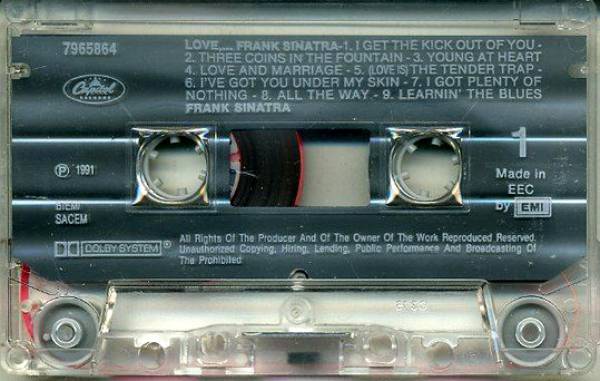 7965864
LOVE,... FRANK SINATRA-1. I GET THE KICK OUT OF YOU -
2. THREE COINS IN THE FOUNTAIN - 3. YOUNG AT HEART
4. LOVE AND MARRIAGE - 5. (LOVE IS) THE TENDER TRAP -
6. I'VE GOT YOU UNDER MY SKIN - 7. I GOT PLENTY OF
NOTHING - 8. ALL THE WAY - 9. LEARNIN' THE BLUES
FRANK SINATRA
Capitol
RECORDS
1
℗ 1991
Made in
EEC
by EMI
BIEM/
SACEM
DOLBY SYSTEM
All Rights Of The Producer And Of The Owner Of The Work Reproduced Reserved.
Unauthorized Copying, Hiring, Lending, Public Performance And Broadcasting Of
The Prohibited